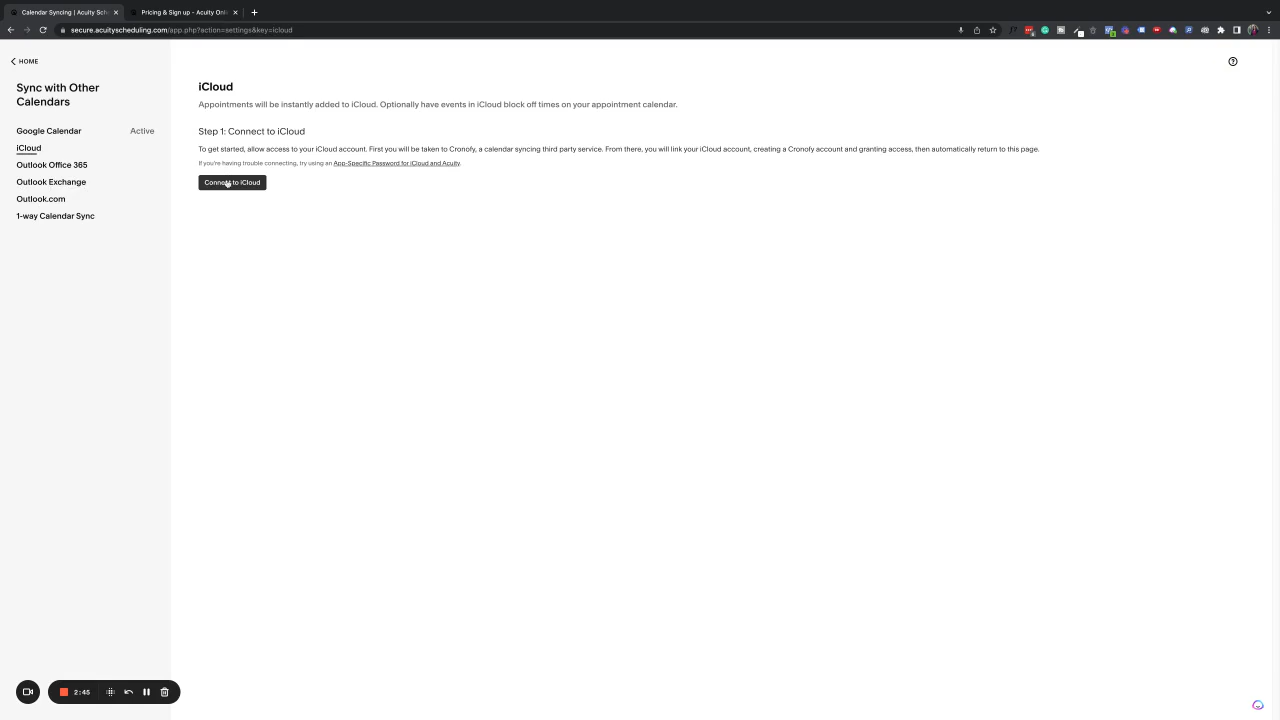 Calendar Syncing | Acuity Sch
Pricing & Sign up - Acuity Onli
secure.acuityscheduling.com/app.php?action=settings&key=icloud
HOME
Sync with Other
Calendars
Google Calendar Active
iCloud
Outlook Office 365
Outlook Exchange
Outlook.com
1-way Calendar Sync
iCloud
Appointments will be instantly added to iCloud. Optionally have events in iCloud block off times on your appointment calendar.
Step 1: Connect to iCloud
To get started, allow access to your iCloud account. First you will be taken to Cronofy, a calendar syncing third party service. From there, you will link your iCloud account, creating a Cronofy account and granting access, then automatically return to this page.
If you're having trouble connecting, try using an App-Specific Password for iCloud and Acuity.
Connect to iCloud
2:45